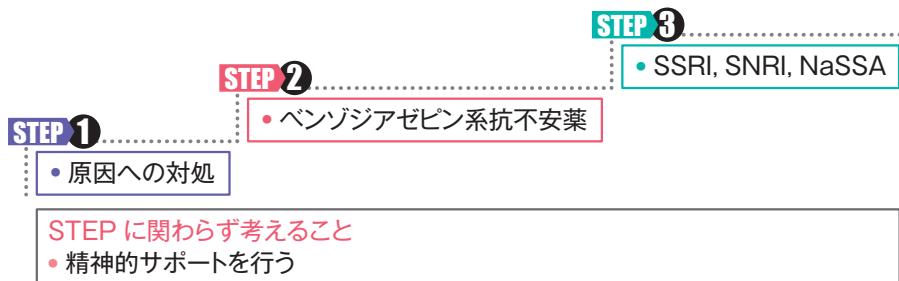 STEP 3
• SSRI, SNRI, NaSSA
STEP 2
• ベンゾジアゼピン系抗不安薬
STEP 1
• 原因への対処
STEP に関わらず考えること
• 精神的サポートを行う